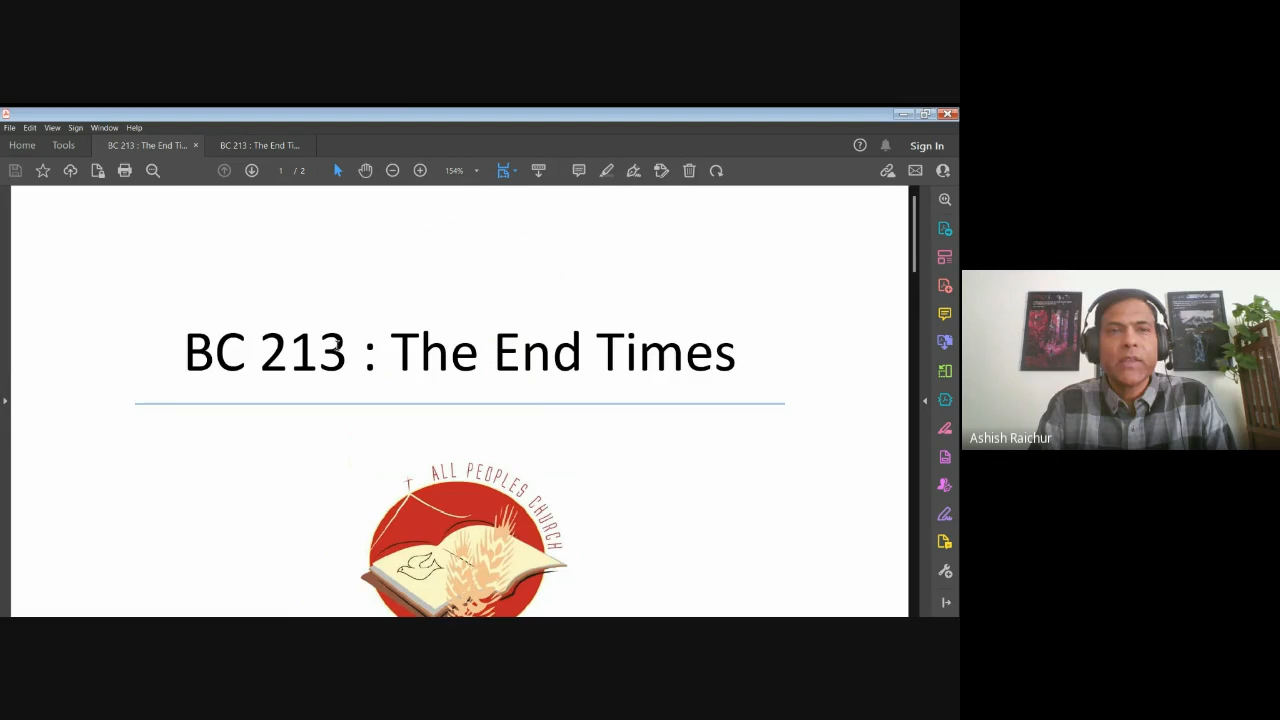 File Edit View Sign Window Help
Home Tools BC 213 : The End Ti... × BC 213 : The End Ti... Sign In
1 / 2 154%
BC 213 : The End Times
ALL PEOPLES CHURCH
Ashish Raichur